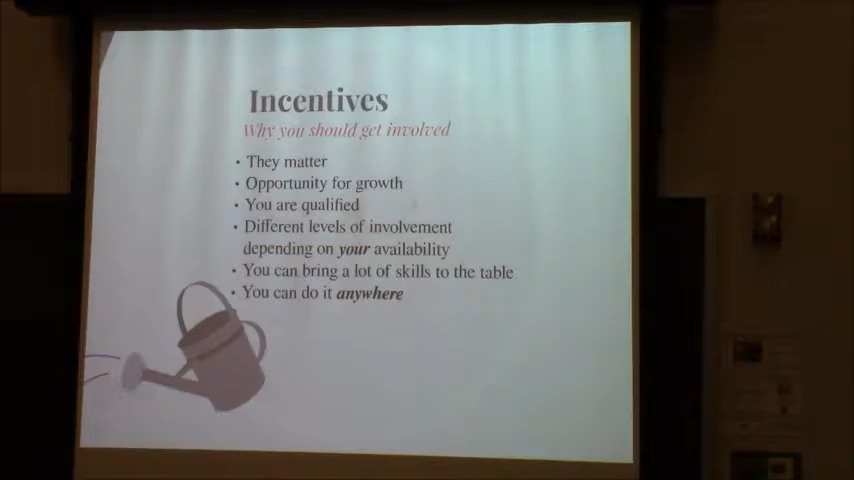 Incentives
Why you should get involved
• They matter
• Opportunity for growth
• You are qualified
• Different levels of involvement
depending on your availability
• You can bring a lot of skills to the table
• You can do it anywhere